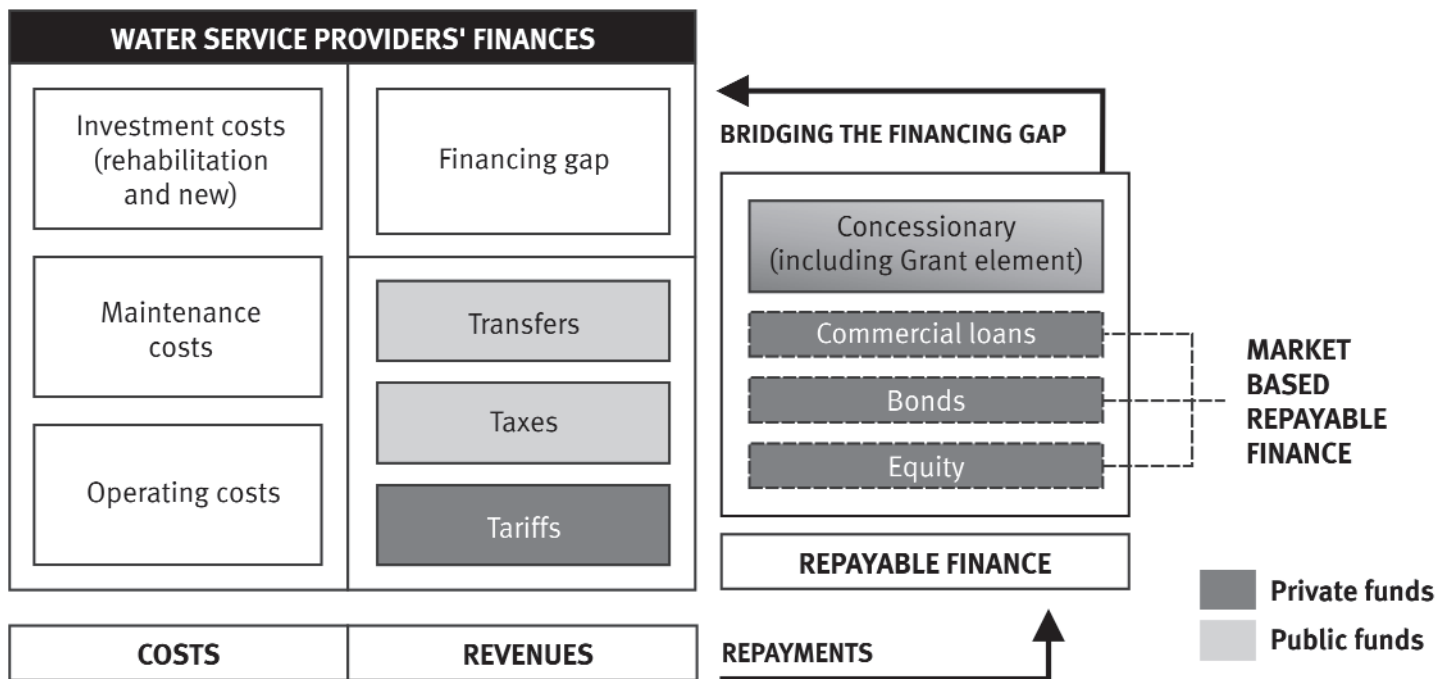 WATER SERVICE PROVIDERS' FINANCES
Investment costs
(rehabilitation
and new)
Maintenance
costs
Operating costs
Financing gap
Transfers
Taxes
Tariffs
COSTS
REVENUES
BRIDGING THE FINANCING GAP
Concessionary
(including Grant element)
Commercial loans
Bonds
Equity
REPAYABLE FINANCE
REPAYMENTS
MARKET
BASED
REPAYABLE
FINANCE
Private funds
Public funds